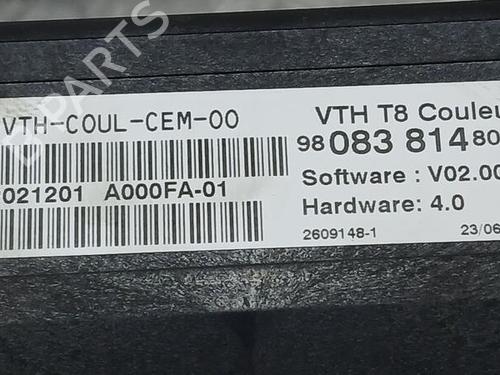 VTH-COUL-CEM-00
021201 A000FA-01
VTH T8 Couleu
98 083 814 80
Software : V02.00
Hardware: 4.0
2609148-1 23/06
B-PARTS